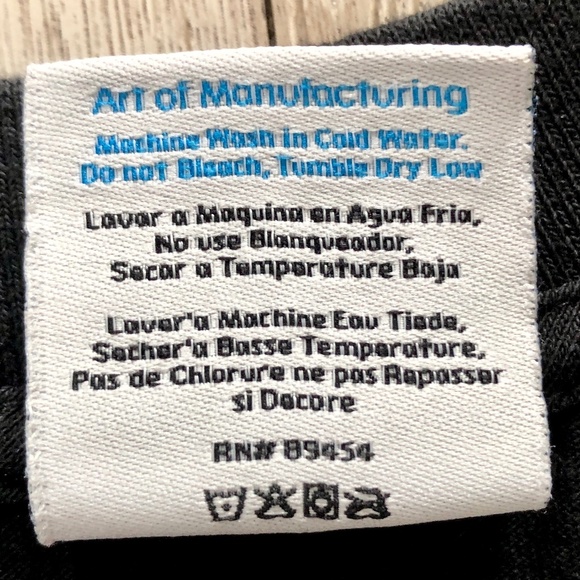 Art of Manufacturing
Machine Wash in Cold Water.
Do not Bleach, Tumble Dry Low
Lavar a Maquina en Agua Fria,
No use Blanqueador,
Secar a Temperature Baja
Laver'a Machine Eau Tiede,
Secher'a Basse Temperature,
Pas de Chlorure ne pas Repasser
si Decore
RN# 89454